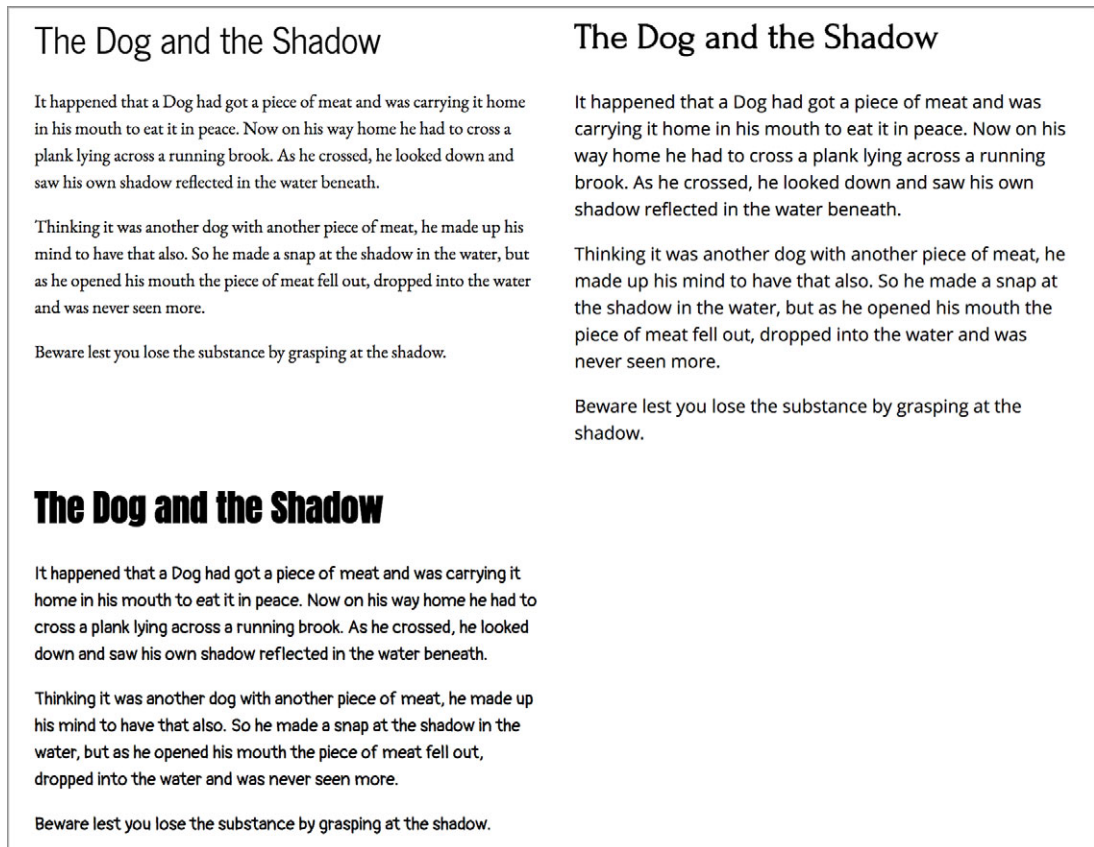 The Dog and the Shadow
It happened that a Dog had got a piece of meat and was carrying it home
in his mouth to eat it in peace. Now on his way home he had to cross a
plank lying across a running brook. As he crossed, he looked down and
saw his own shadow reflected in the water beneath.
Thinking it was another dog with another piece of meat, he made up his
mind to have that also. So he made a snap at the shadow in the water, but
as he opened his mouth the piece of meat fell out, dropped into the water
and was never seen more.
Beware lest you lose the substance by grasping at the shadow.
The Dog and the Shadow
It happened that a Dog had got a piece of meat and was
carrying it home in his mouth to eat it in peace. Now on his
way home he had to cross a plank lying across a running
brook. As he crossed, he looked down and saw his own
shadow reflected in the water beneath.
Thinking it was another dog with another piece of meat, he
made up his mind to have that also. So he made a snap at
the shadow in the water, but as he opened his mouth the
piece of meat fell out, dropped into the water and was
never seen more.
Beware lest you lose the substance by grasping at the
shadow.
The Dog and the Shadow
It happened that a Dog had got a piece of meat and was carrying it
home in his mouth to eat it in peace. Now on his way home he had to
cross a plank lying across a running brook. As he crossed, he looked
down and saw his own shadow reflected in the water beneath.
Thinking it was another dog with another piece of meat, he made up
his mind to have that also. So he made a snap at the shadow in the
water, but as he opened his mouth the piece of meat fell out,
dropped into the water and was never seen more.
Beware lest you lose the substance by grasping at the shadow.